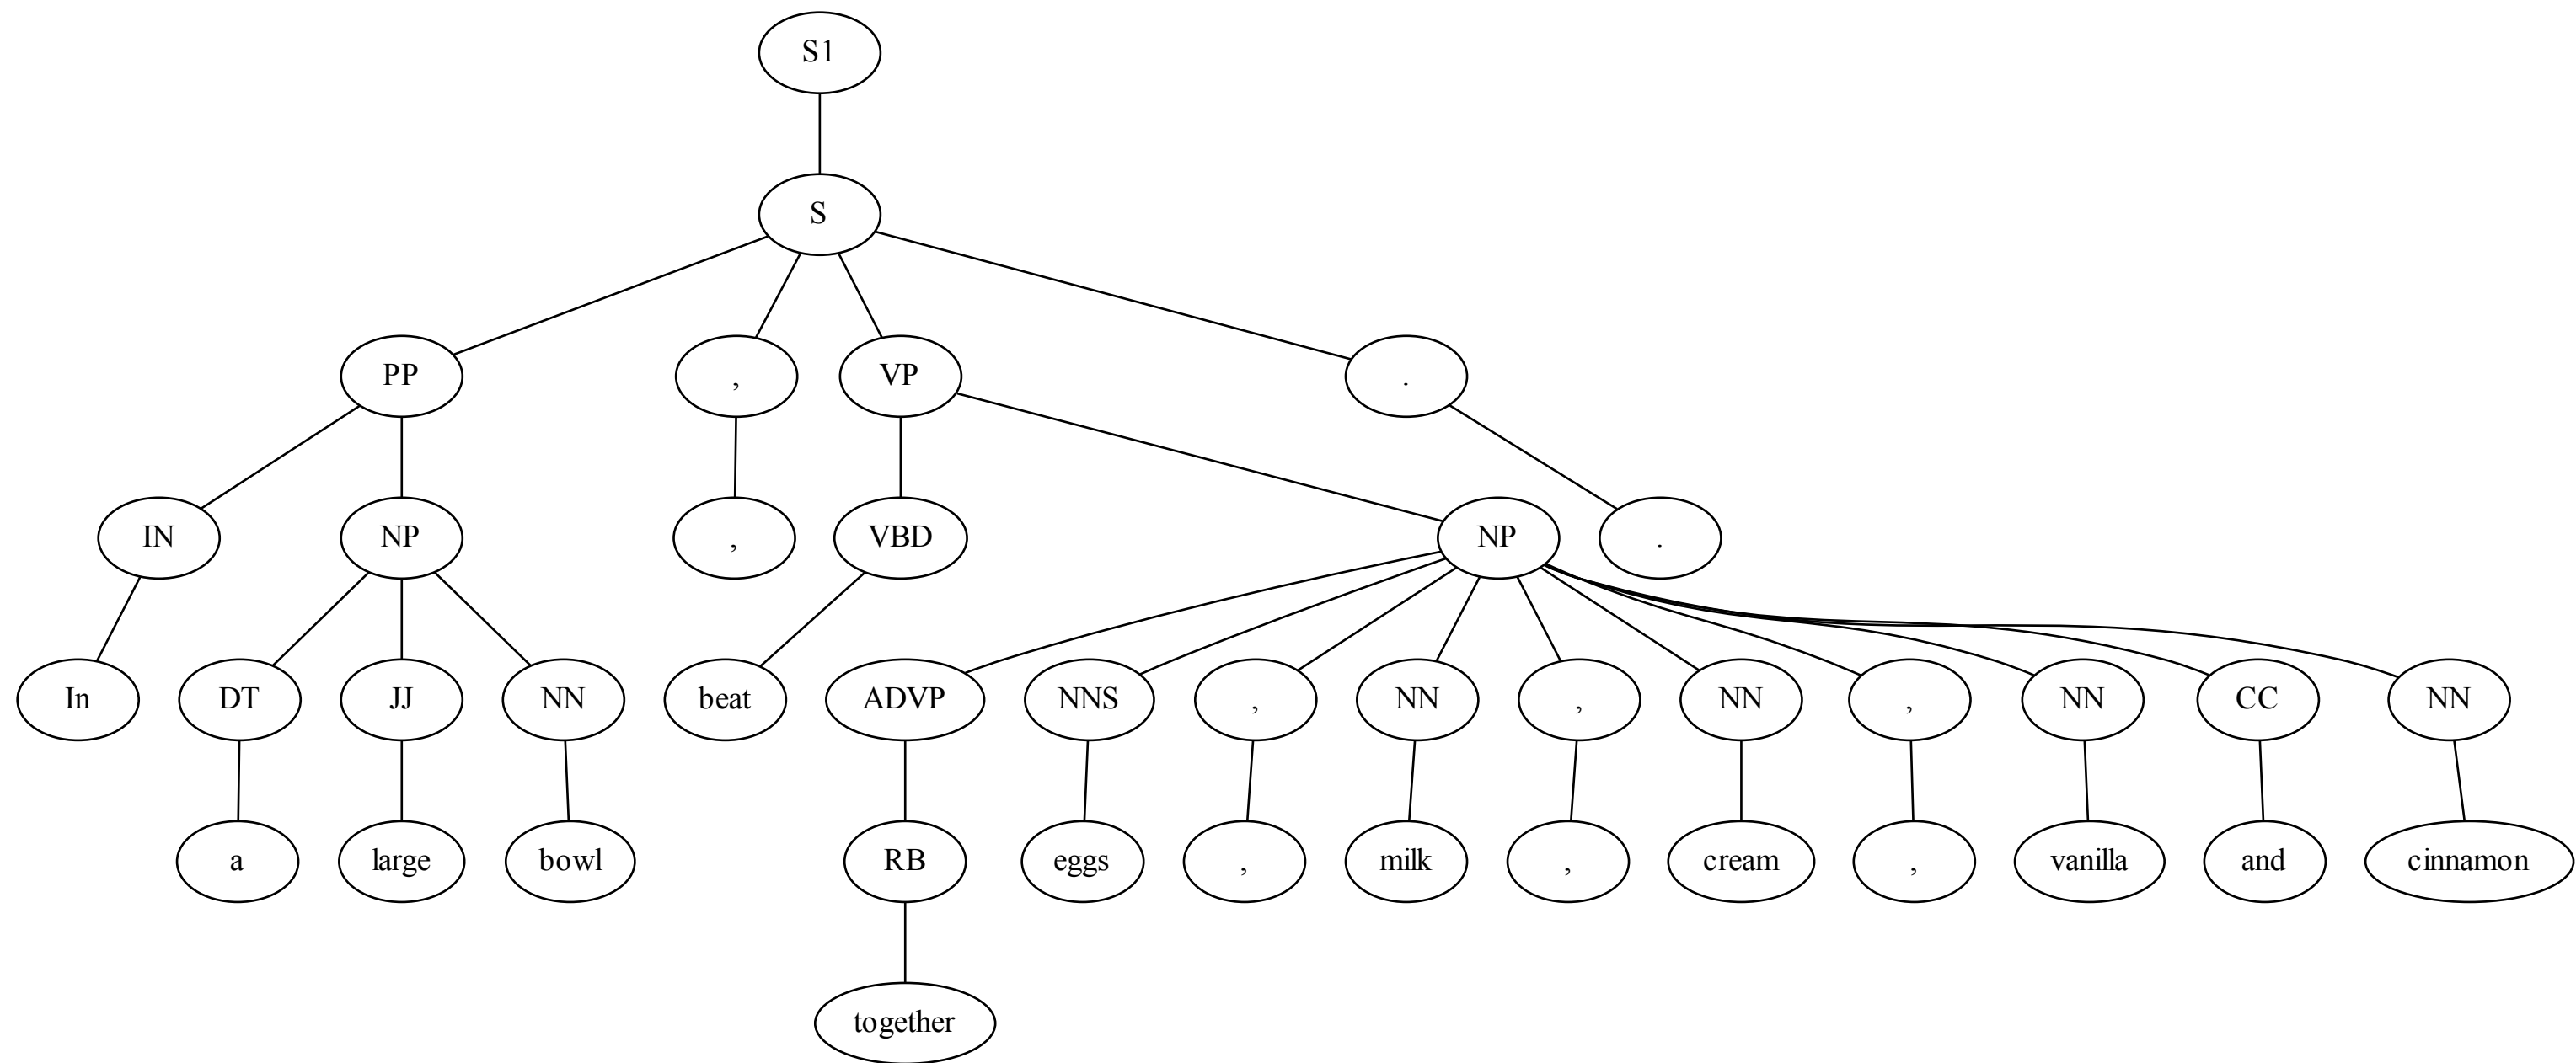 S1
S
PP , VP .
IN NP , VBD NP .
In DT JJ NN beat ADVP NNS , NN , NN , NN CC NN
a large bowl RB eggs , milk , cream , vanilla and cinnamon
together